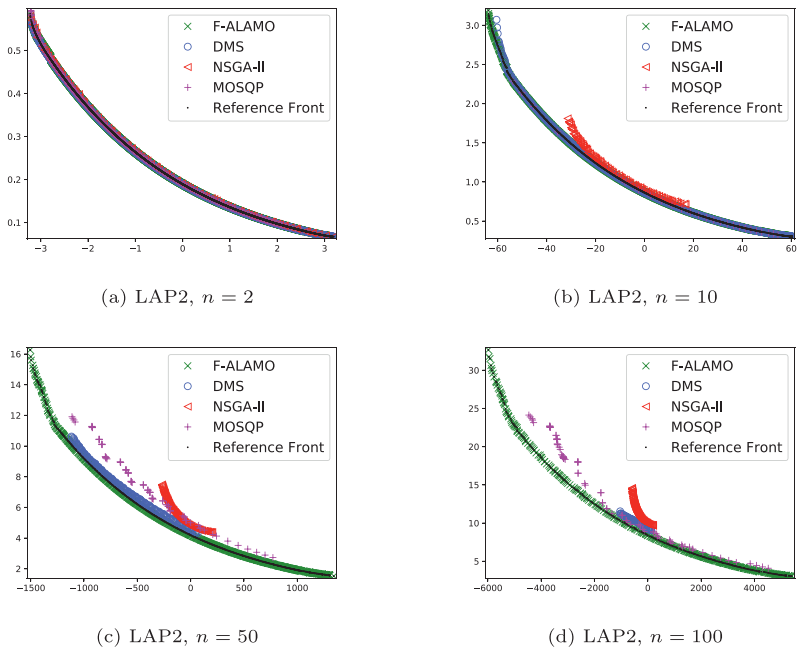 F-ALAMO
DMS
NSGA-II
MOSQP
Reference Front
0.5
0.4
0.3
0.2
0.1
-3 -2 -1 0 1 2 3
(a) LAP2, n = 2
F-ALAMO
DMS
NSGA-II
MOSQP
Reference Front
3.0
2.5
2.0
1.5
1.0
0.5
-60 -40 -20 0 20 40 60
(b) LAP2, n = 10
F-ALAMO
DMS
NSGA-II
MOSQP
Reference Front
16
14
12
10
8
6
4
2
-1500 -1000 -500 0 500 1000
(c) LAP2, n = 50
F-ALAMO
DMS
NSGA-II
MOSQP
Reference Front
30
25
20
15
10
5
-6000 -4000 -2000 0 2000 4000
(d) LAP2, n = 100